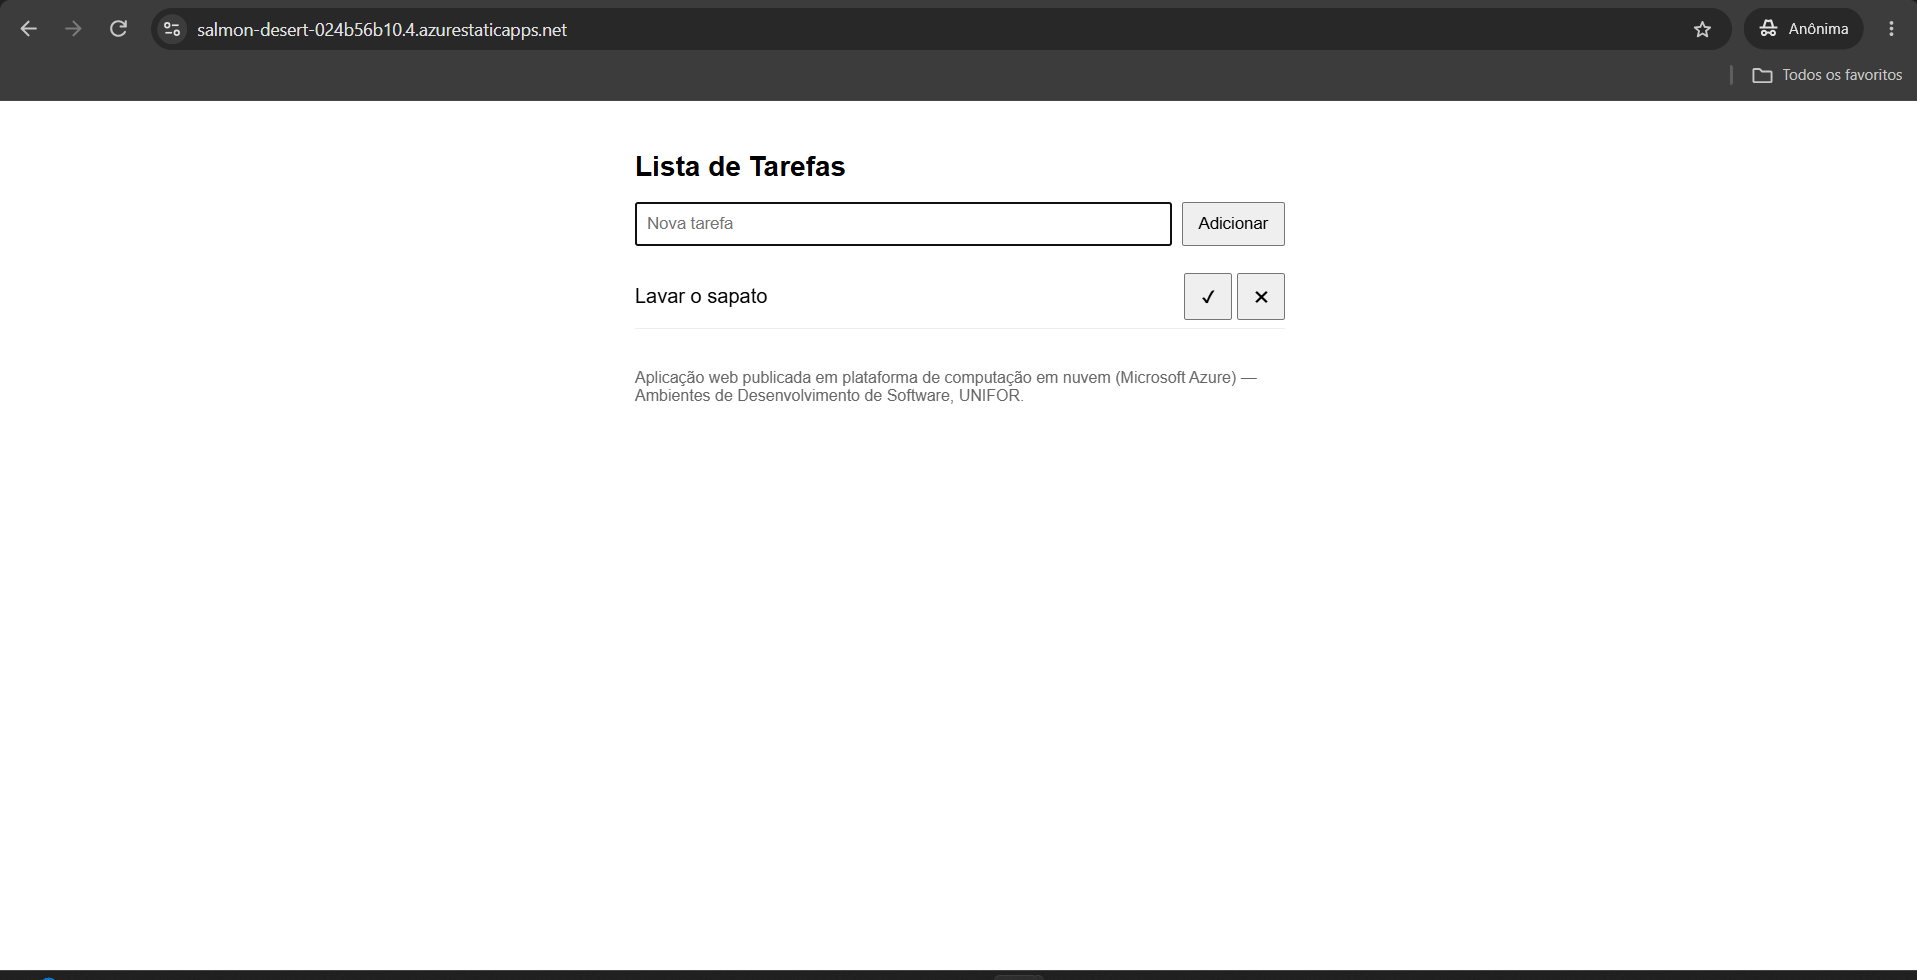 salmon-desert-024b56b10.4.azurestaticapps.net
Anônima
Todos os favoritos
Lista de Tarefas
Nova tarefa
Adicionar
Lavar o sapato
Aplicação web publicada em plataforma de computação em nuvem (Microsoft Azure) —
Ambientes de Desenvolvimento de Software, UNIFOR.